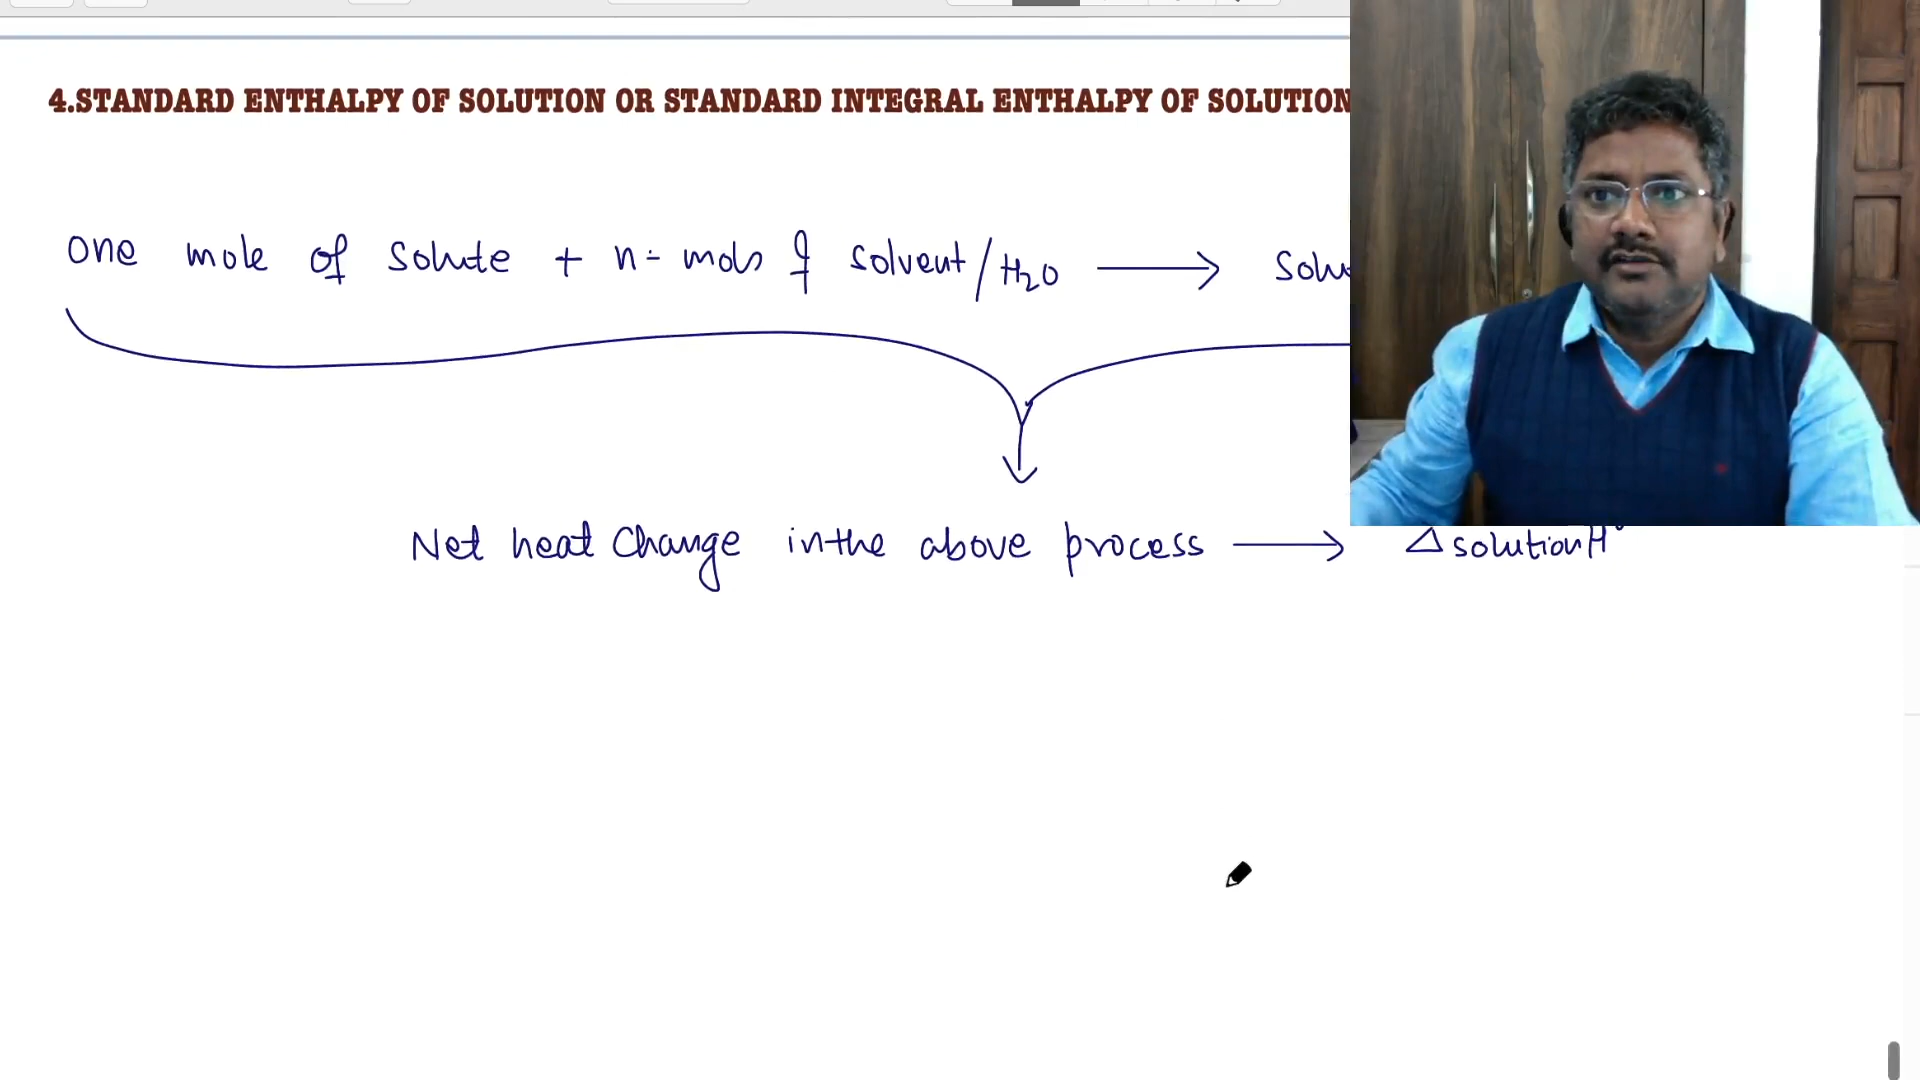 4.STANDARD ENTHALPY OF SOLUTION OR STANDARD INTEGRAL ENTHALPY OF SOLUTION
one mole of solute + n- mols of solvent/H2O ⟶ Solu
Net heat change in the above process ⟶ Δ solution H°